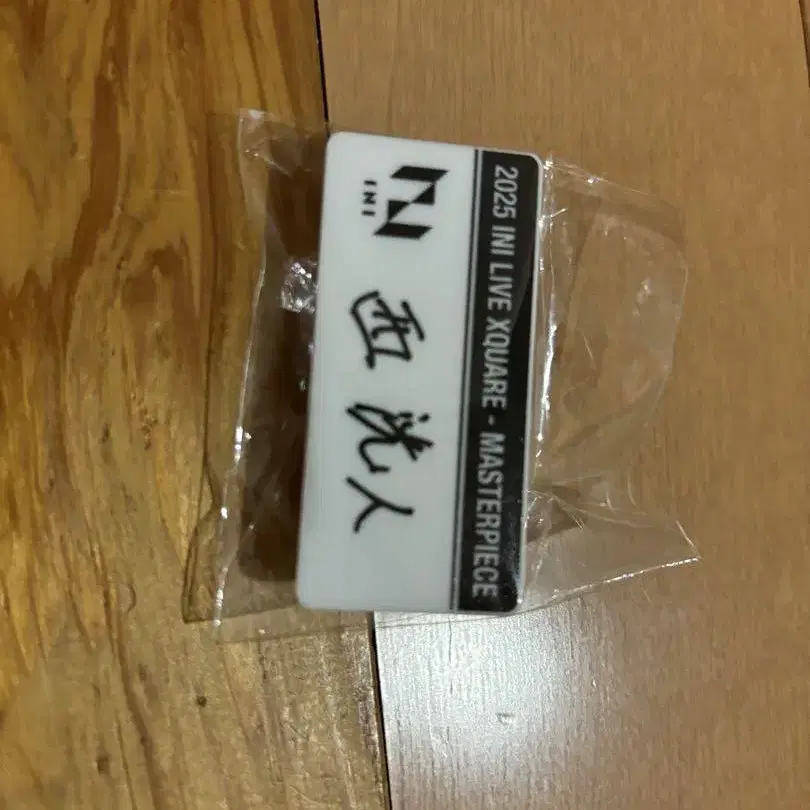 2025 INI LIVE XQUARE - MASTERPIECE
INI
西洸人